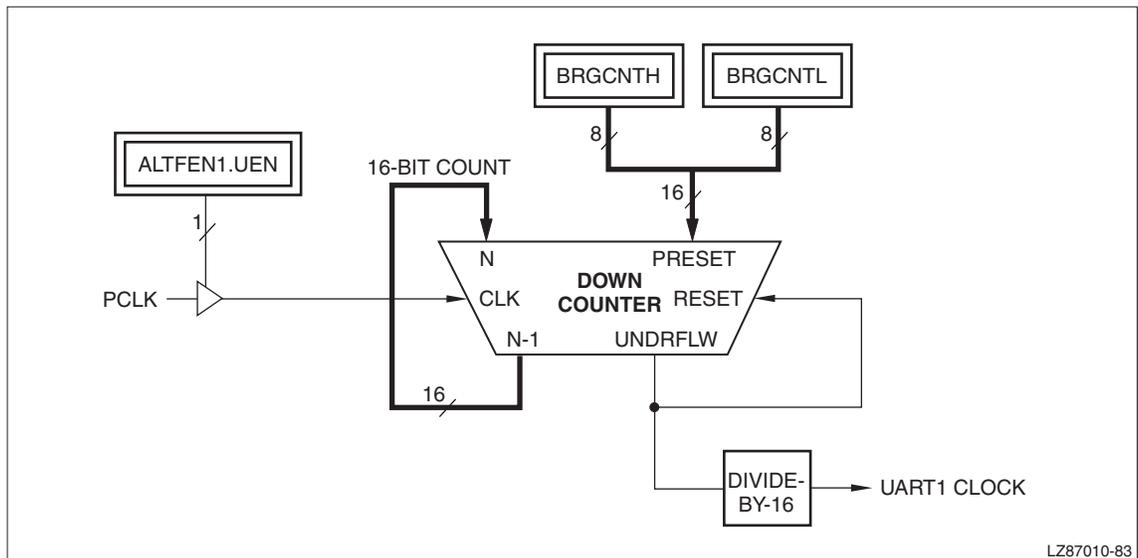 BRGCNTH BRGCNTL
8 8
ALTFEN1.UEN
16-BIT COUNT
1
16
N PRESET
DOWN
COUNTER
PCLK
CLK
RESET
N-1 UNDRFLW
16
DIVIDE-
BY-16
UART1 CLOCK
LZ87010-83